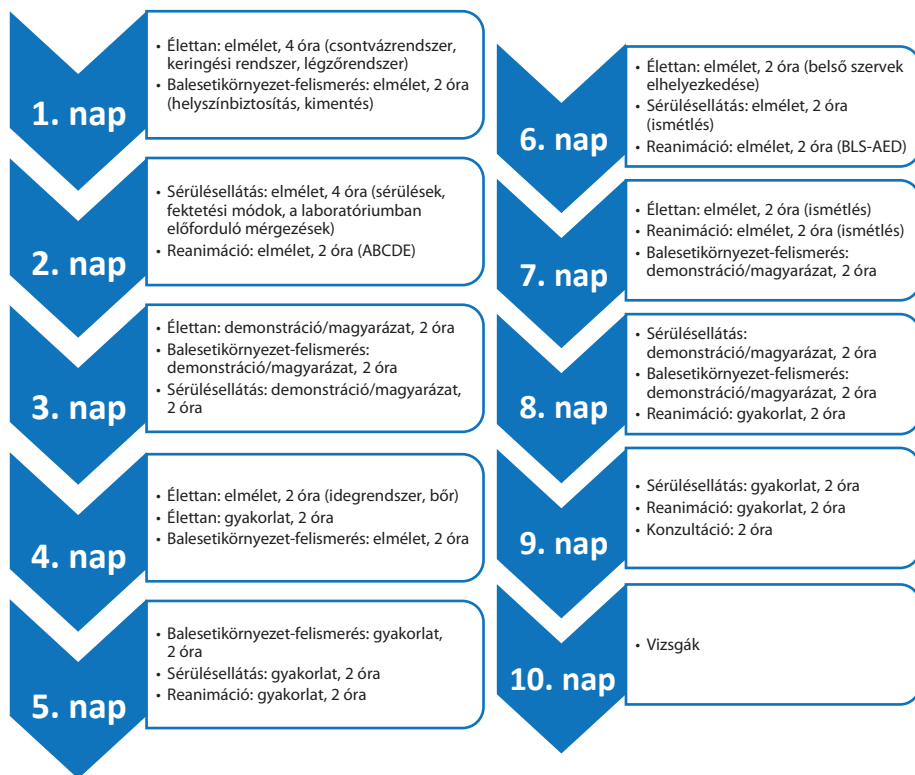 1. nap
• Élettan: elmélet, 4 óra (csontvázrendszer,
keringési rendszer, légzőrendszer)
• Balesetikörnyezet-felismerés: elmélet, 2 óra
(helyszínbiztosítás, kimentés)
2. nap
• Sérülésellátás: elmélet, 4 óra (sérülések,
fektetési módok, a laboratóriumban
előforduló mérgezések)
• Reanimáció: elmélet, 2 óra (ABCDE)
3. nap
• Élettan: demonstráció/magyarázat, 2 óra
• Balesetikörnyezet-felismerés:
demonstráció/magyarázat, 2 óra
• Sérülésellátás: demonstráció/magyarázat,
2 óra
4. nap
• Élettan: elmélet, 2 óra (idegrendszer, bőr)
• Élettan: gyakorlat, 2 óra
• Balesetikörnyezet-felismerés: elmélet, 2 óra
5. nap
• Balesetikörnyezet-felismerés: gyakorlat,
2 óra
• Sérülésellátás: gyakorlat, 2 óra
• Reanimáció: gyakorlat, 2 óra
6. nap
• Élettan: elmélet, 2 óra (belső szervek
elhelyezkedése)
• Sérülésellátás: elmélet, 2 óra
(ismétlés)
• Reanimáció: elmélet, 2 óra (BLS-AED)
7. nap
• Élettan: elmélet, 2 óra (ismétlés)
• Reanimáció: elmélet, 2 óra (ismétlés)
• Balesetikörnyezet-felismerés:
demonstráció/magyarázat, 2 óra
8. nap
• Sérülésellátás:
demonstráció/magyarázat, 2 óra
• Balesetikörnyezet-felismerés:
demonstráció/magyarázat, 2 óra
• Reanimáció: gyakorlat, 2 óra
9. nap
• Sérülésellátás: gyakorlat, 2 óra
• Reanimáció: gyakorlat, 2 óra
• Konzultáció: 2 óra
10. nap
• Vizsgák